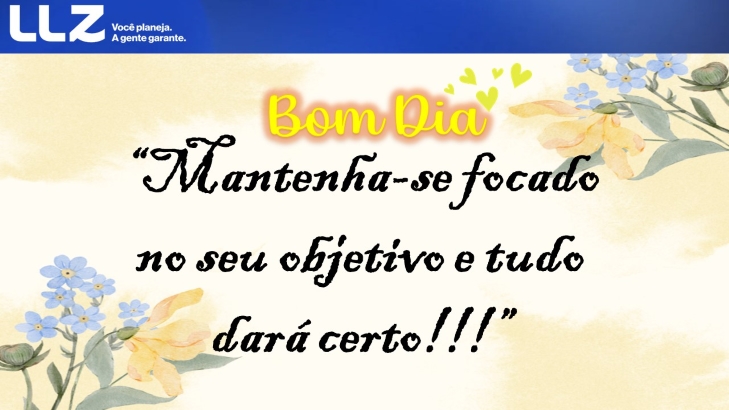 LLZ
Você planeja.
A gente garante.
Bom Dia
“Mantenha-se focado
no seu objetivo e tudo
dará certo!!!”